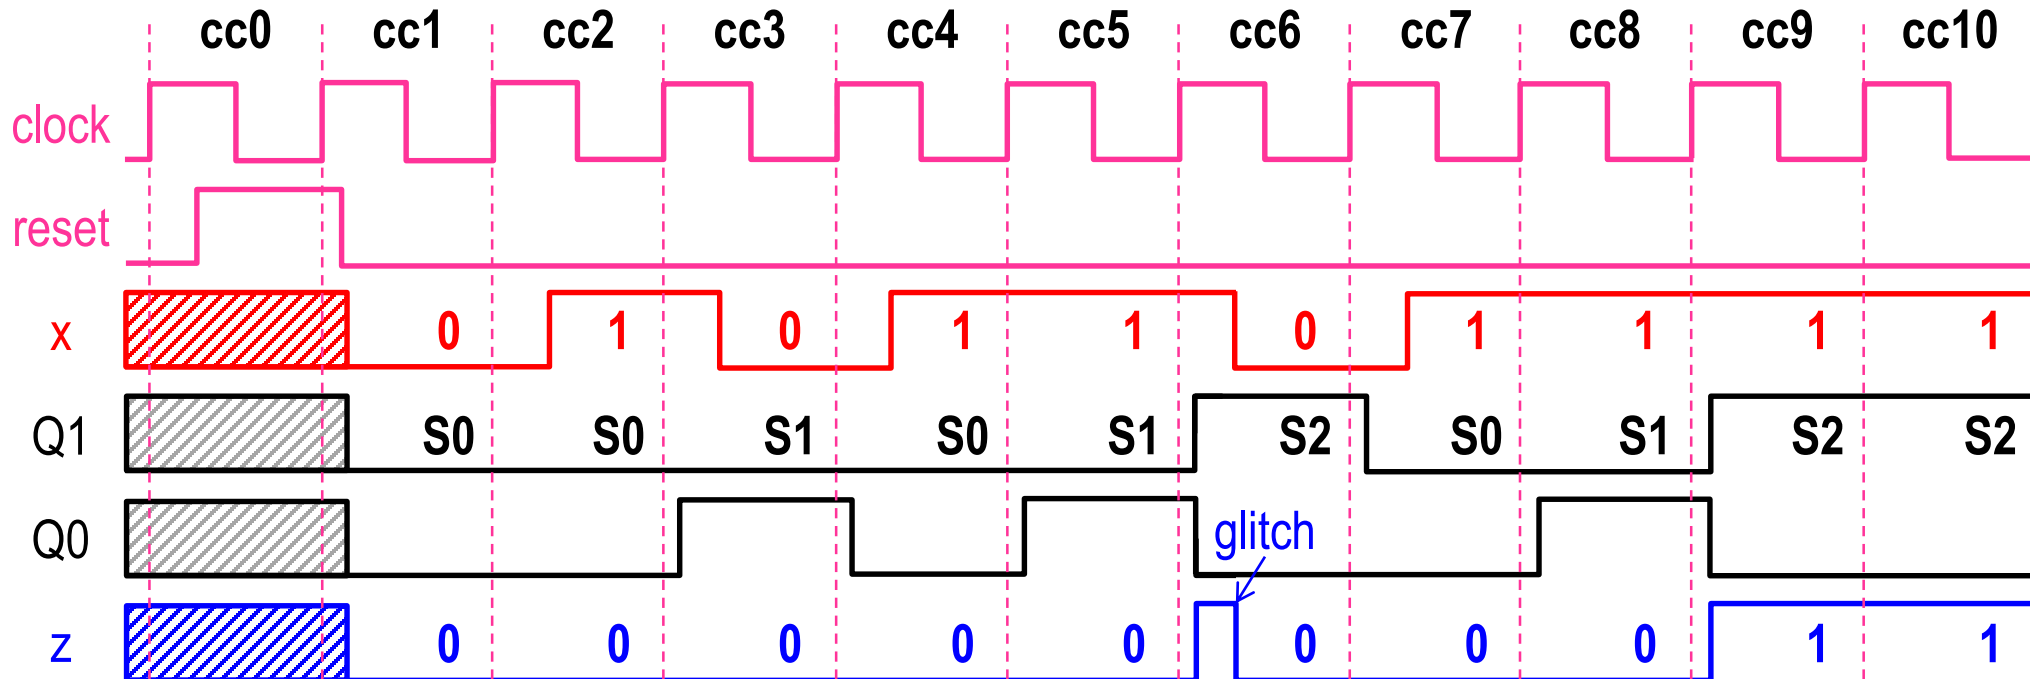 cc0 cc1 cc2 cc3 cc4 cc5 cc6 cc7 cc8 cc9 cc10
clock
reset
x 0 1 0 1 1 0 1 1 1 1
Q1 S0 S0 S1 S0 S1 S2 S0 S1 S2 S2
Q0 glitch
z 0 0 0 0 0 0 0 0 1 1